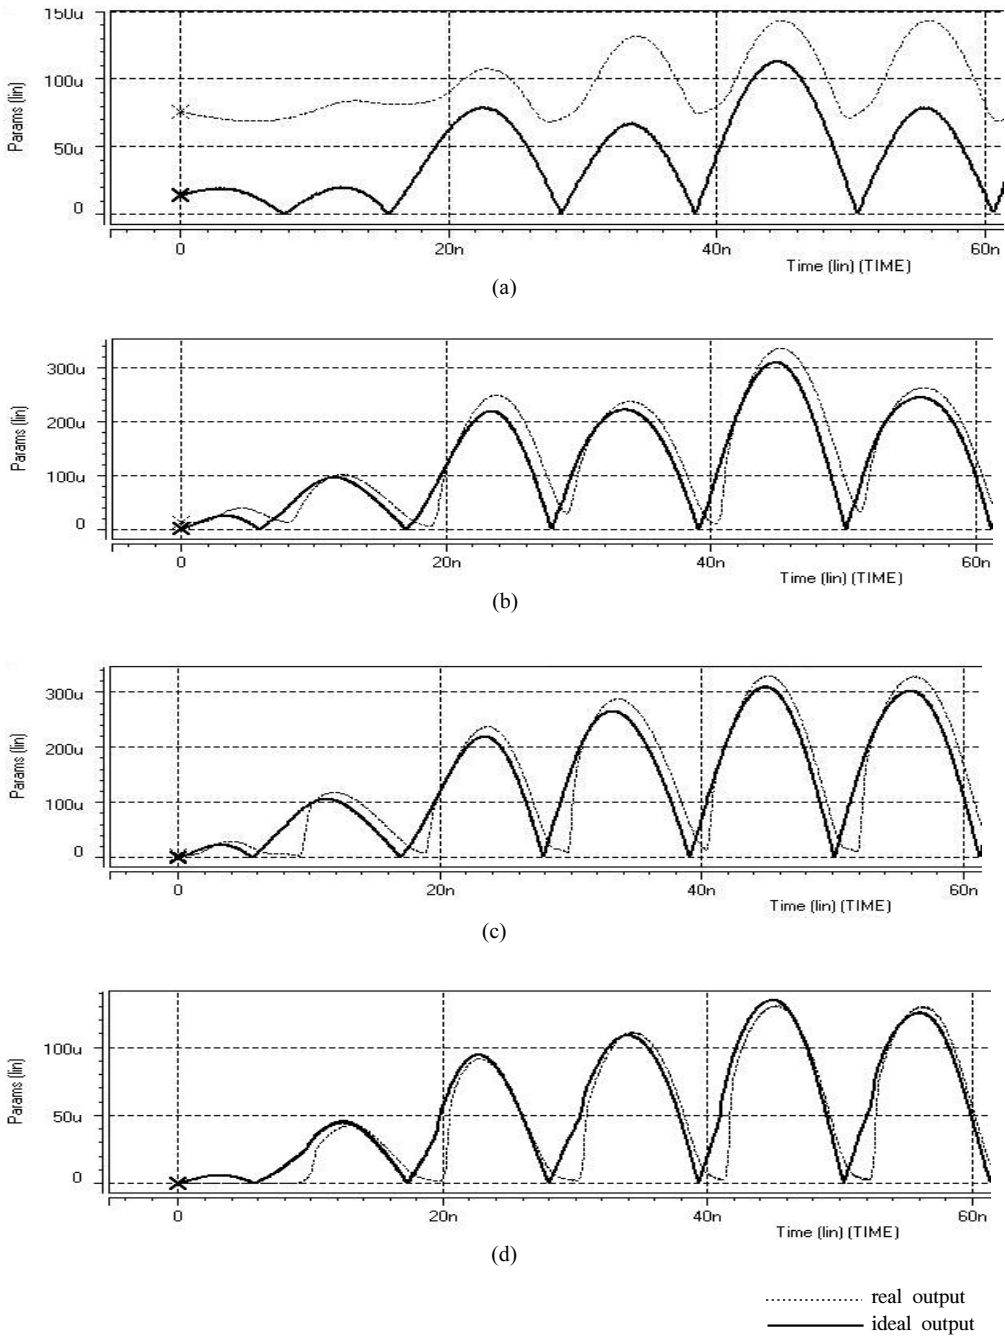 150u
100u
50u
0
Params (lin)
0
20n
40n
60n
Time (lin) (TIME)
(a)
300u
200u
100u
0
Params (lin)
0
20n
40n
60n
Time (lin) (TIME)
(b)
300u
200u
100u
0
Params (lin)
0
20n
40n
60n
Time (lin) (TIME)
(c)
100u
50u
0
Params (lin)
0
20n
40n
60n
Time (lin) (TIME)
(d)
real output
ideal output